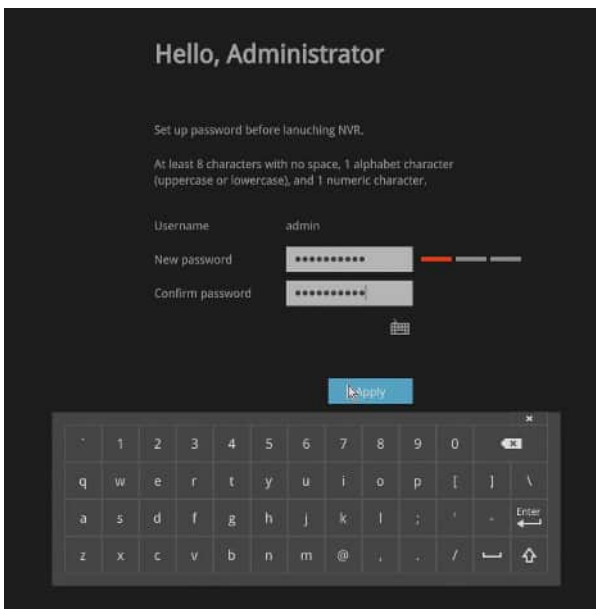 Hello, Administrator
Set up password before lanuching NVR.
At least 8 characters with no space, 1 alphabet character
(uppercase or lowercase), and 1 numeric character.
Username admin
New password ••••••••••
Confirm password ••••••••••
Apply
` 1 2 3 4 5 6 7 8 9 0
q w e r t y u i o p [ ] \
a s d f g h j k l ; ' - Enter
z x c v b n m @ , . /